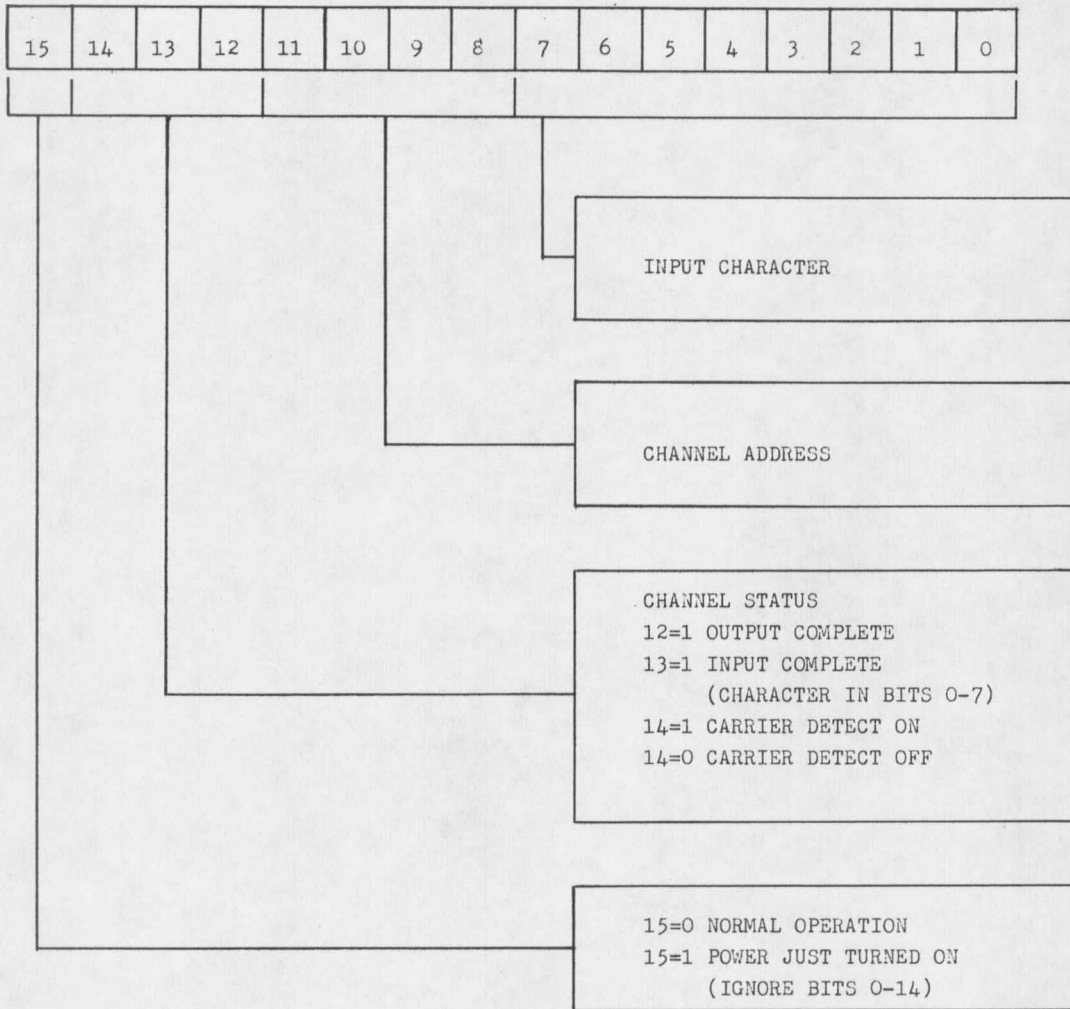 15 14 13 12 11 10 9 8 7 6 5 4 3 2 1 0
INPUT CHARACTER
CHANNEL ADDRESS
CHANNEL STATUS
12=1 OUTPUT COMPLETE
13=1 INPUT COMPLETE
(CHARACTER IN BITS 0-7)
14=1 CARRIER DETECT ON
14=0 CARRIER DETECT OFF
15=0 NORMAL OPERATION
15=1 POWER JUST TURNED ON
(IGNORE BITS 0-14)